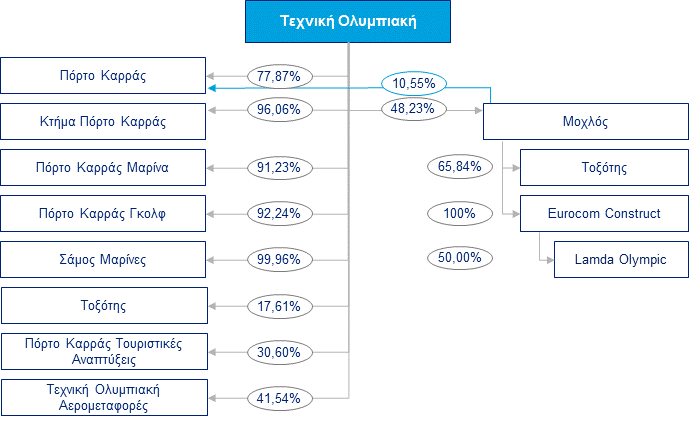 Τεχνική Ολυμπιακή
Πόρτο Καρράς
77,87%
10,55%
Κτήμα Πόρτο Καρράς
96,06%
48,23%
Μοχλός
Πόρτο Καρράς Μαρίνα
91,23%
65,84%
Τοξότης
Πόρτο Καρράς Γκολφ
92,24%
100%
Eurocom Construct
Σάμος Μαρίνες
99,96%
50,00%
Lamda Olympic
Τοξότης
17,61%
Πόρτο Καρράς Τουριστικές
Αναπτύξεις
30,60%
Τεχνική Ολυμπιακή
Αερομεταφορές
41,54%